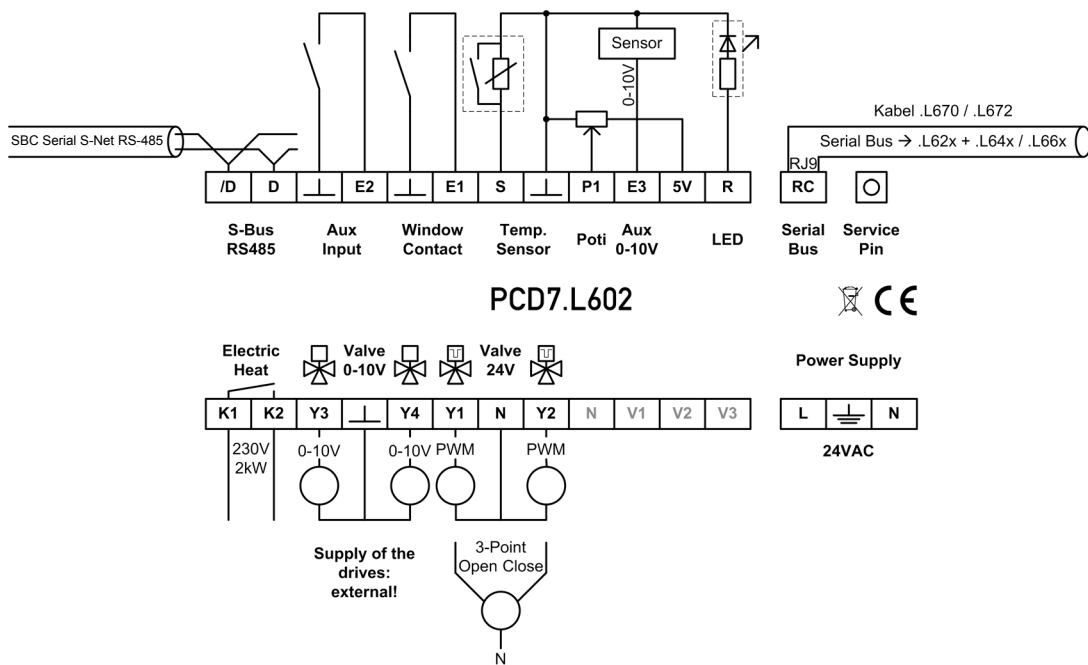 Sensor
0-10V
Kabel .L670 / .L672
SBC Serial S-Net RS-485
Serial Bus → .L62x + .L64x / .L66x
RJ9
/D D E2 E1 S P1 E3 5V R RC
S-Bus RS485
Aux Input
Window Contact
Temp. Sensor
Poti
Aux 0-10V
LED
Serial Bus
Service Pin
PCD7.L602
CE
Electric Heat
Valve 0-10V
Valve 24V
Power Supply
K1 K2 Y3 Y4 Y1 N Y2 N V1 V2 V3 L N
230V 2kW
0-10V
0-10V
PWM
PWM
24VAC
Supply of the
drives:
external!
3-Point
Open Close
N